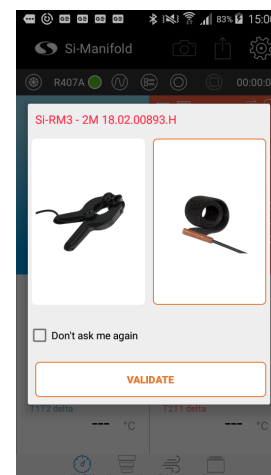 83% 15:0
Si-Manifold
R407A 00:00:0
Si-RM3 - 2M 18.02.00893.H
Don't ask me again
VALIDATE
T1T2 delta T2T1 delta
--- °C --- °C